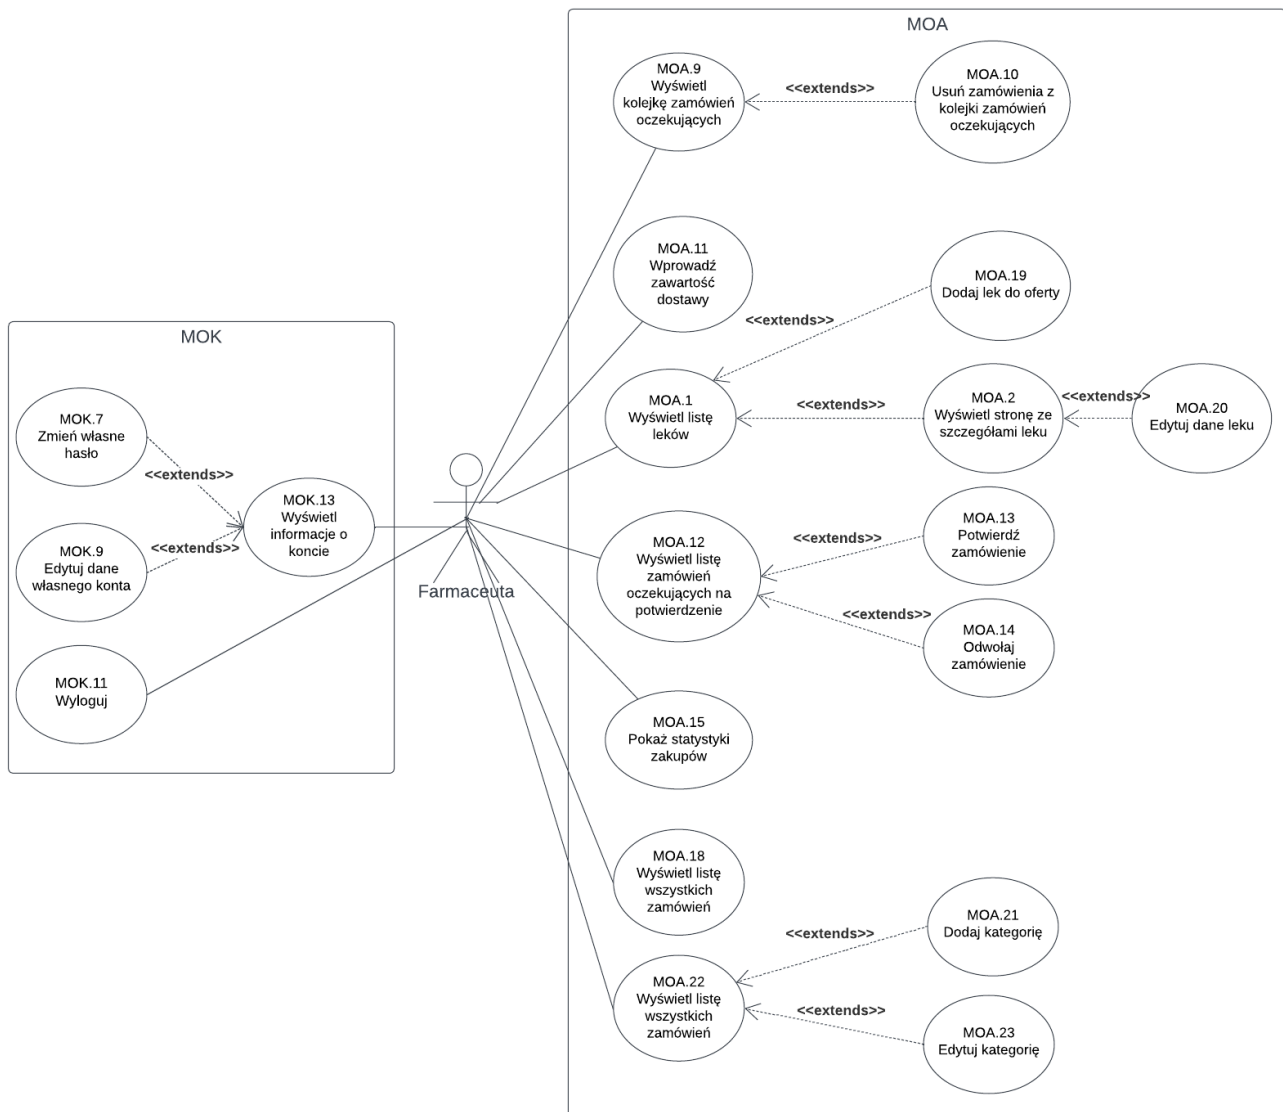 MOA
MOA.9
Wyświetl
kolejkę zamówień
oczekujących
<<extends>>
MOA.10
Usuń zamówienia z
kolejki zamówień
oczekujących
MOA.11
Wprowadź
zawartość
dostawy
MOA.19
Dodaj lek do oferty
<<extends>>
MOK
MOK.7
Zmień własne
hasło
<<extends>>
MOK.13
Wyświetl
informacje o
koncie
MOK.9
Edytuj dane
własnego konta
<<extends>>
MOK.11
Wyloguj
Farmaceuta
MOA.1
Wyświetl listę
leków
<<extends>>
MOA.2
Wyświetl stronę ze
szczegółami leku
<<extends>>
MOA.20
Edytuj dane leku
MOA.12
Wyświetl listę
zamówień
oczekujących na
potwierdzenie
<<extends>>
MOA.13
Potwierdź
zamówienie
<<extends>>
MOA.14
Odwołaj
zamówienie
MOA.15
Pokaż statystyki
zakupów
MOA.18
Wyświetl listę
wszystkich
zamówień
MOA.22
Wyświetl listę
wszystkich
zamówień
<<extends>>
MOA.21
Dodaj kategorię
<<extends>>
MOA.23
Edytuj kategorię